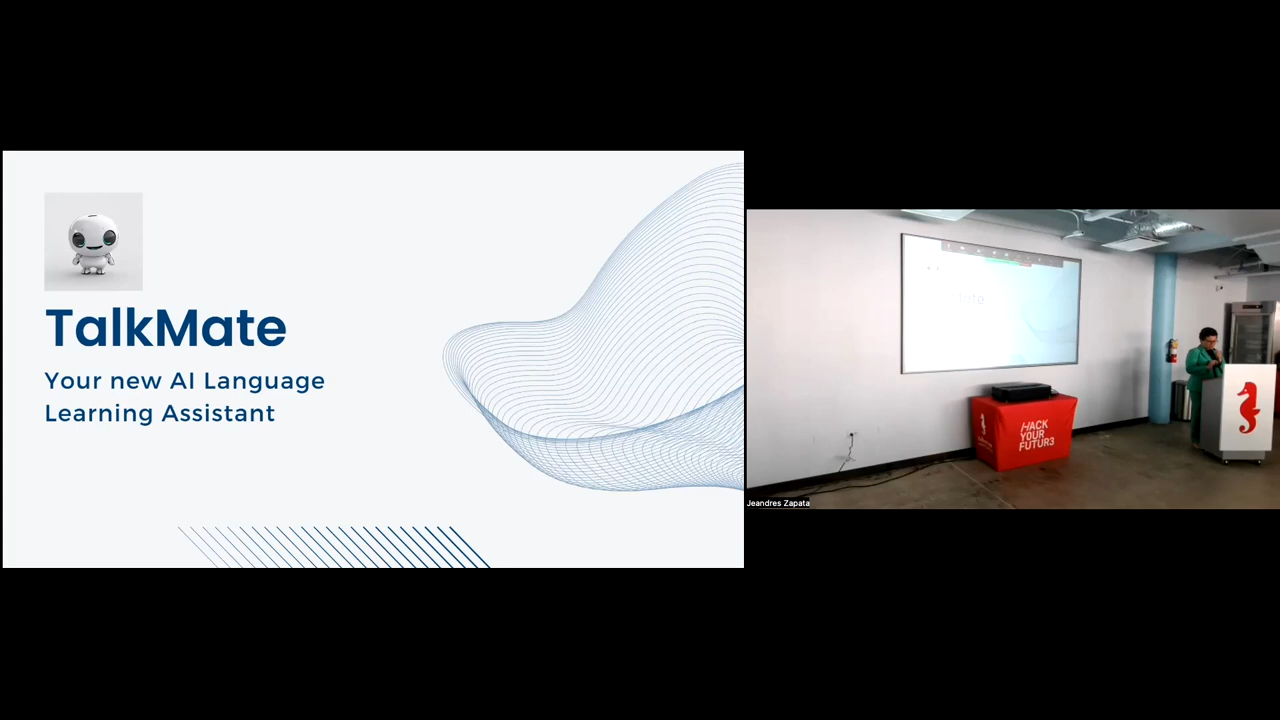 TalkMate
Your new AI Language
Learning Assistant
HACK
YOUR
FUTUR3
Jeandres Zapata